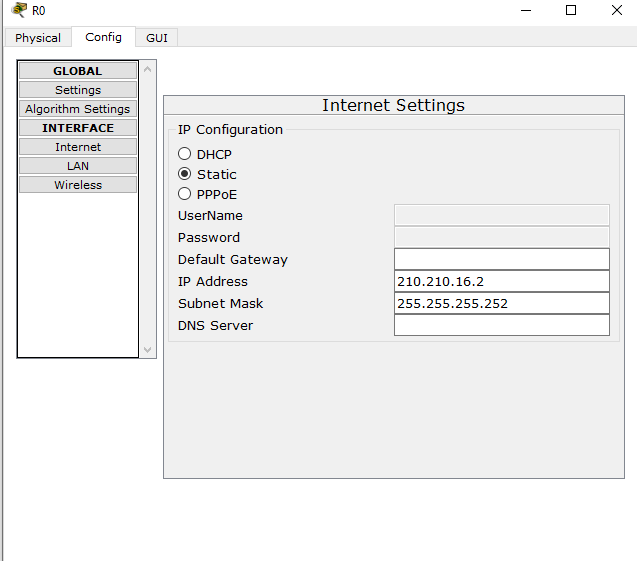 R0
Physical Config GUI
GLOBAL
Settings
Algorithm Settings
INTERFACE
Internet
LAN
Wireless
Internet Settings
IP Configuration
DHCP
Static
PPPoE
UserName
Password
Default Gateway
IP Address 210.210.16.2
Subnet Mask 255.255.255.252
DNS Server